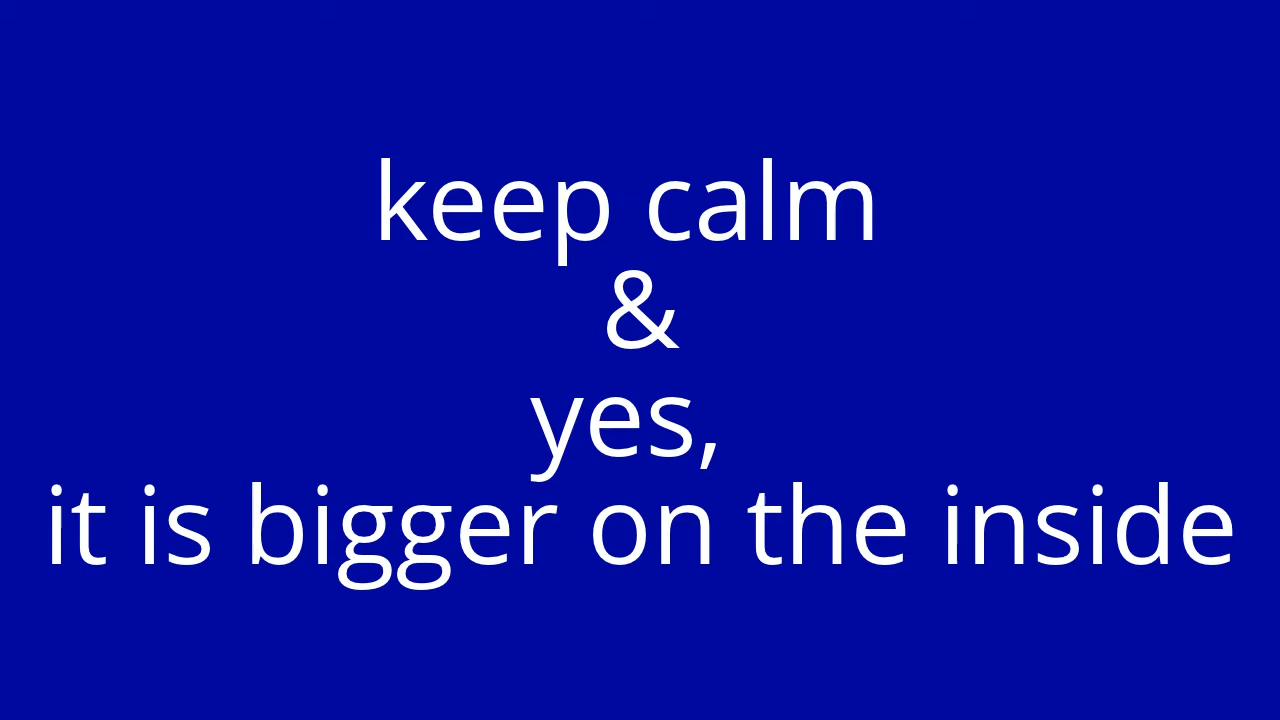 keep calm
&
yes,
it is bigger on the inside